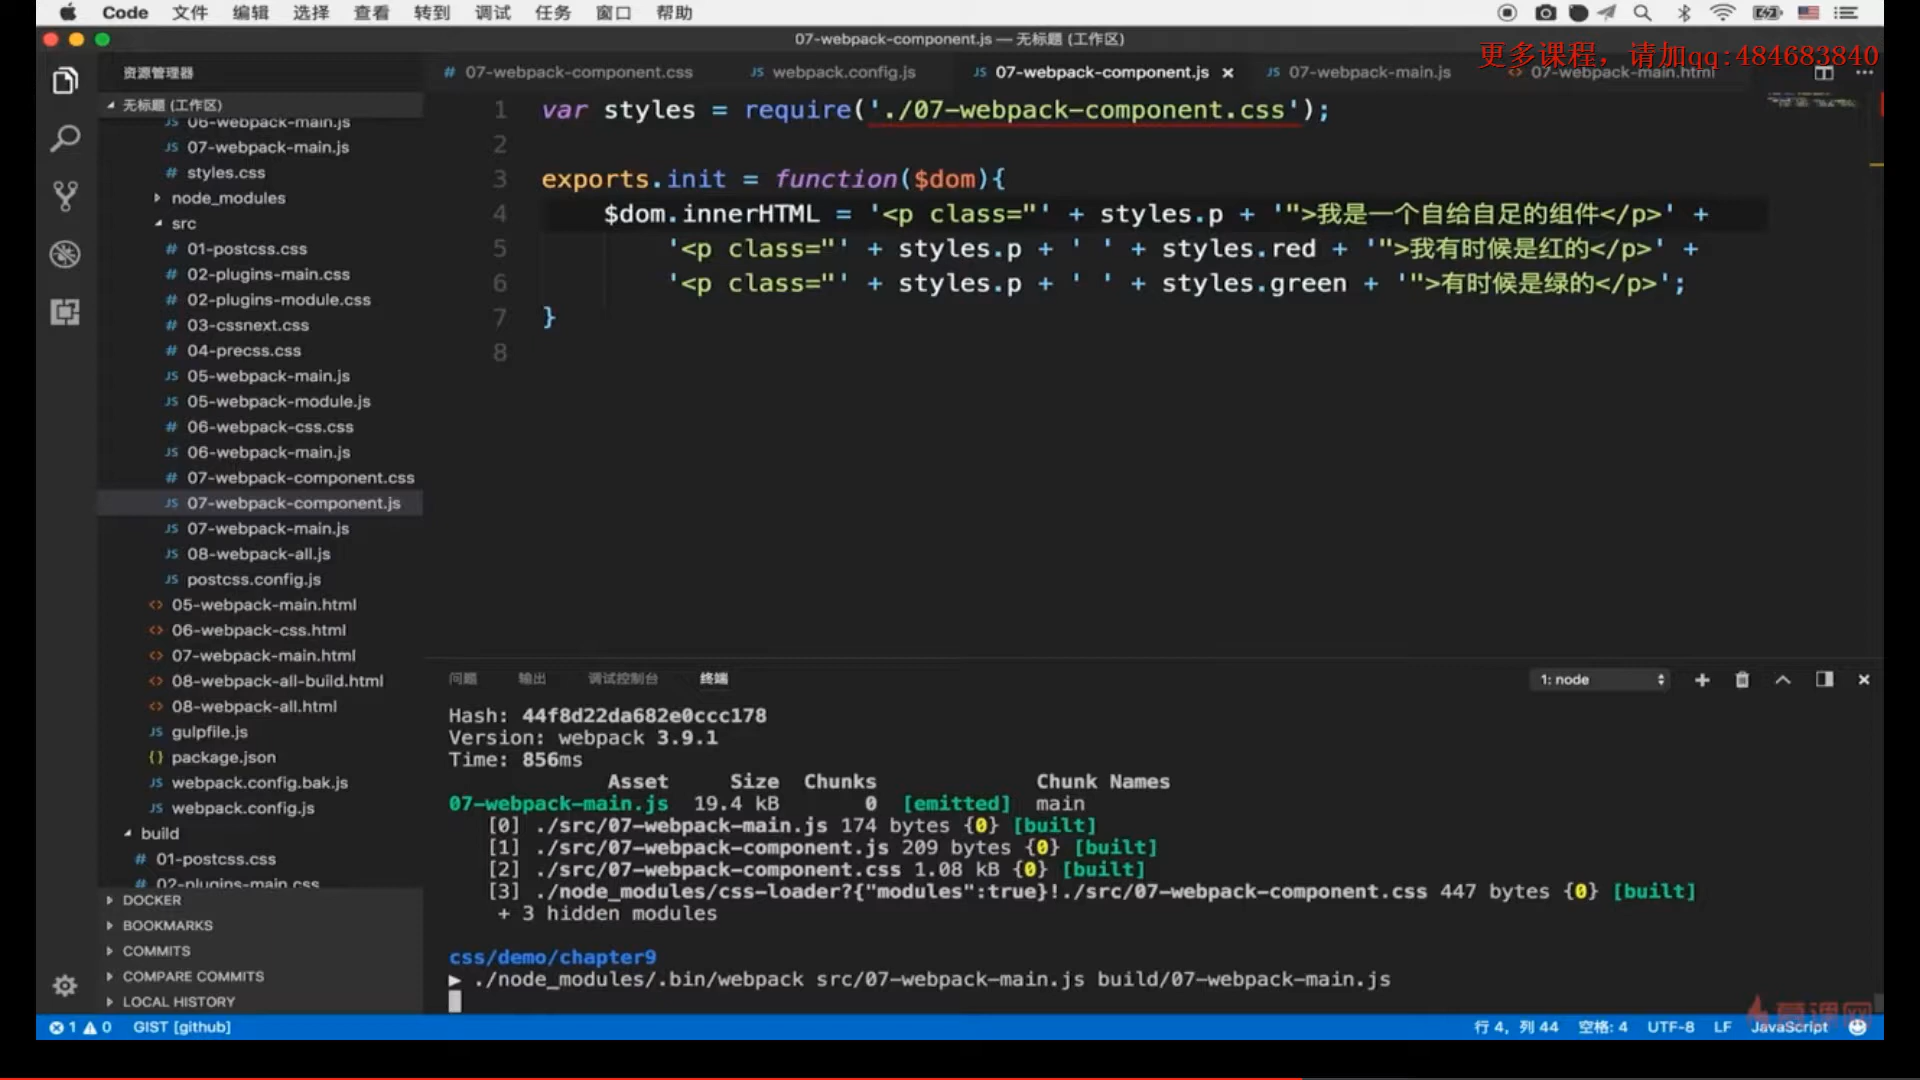 Code 文件 编辑 选择 查看 转到 调试 任务 窗口 帮助
07-webpack-component.js — 无标题 (工作区)
更多课程，请加qq:484683840
资源管理器
07-webpack-component.css
webpack.config.js
07-webpack-component.js
07-webpack-main.js
07-webpack-main.html
无标题 (工作区)
06-webpack-main.js
07-webpack-main.js
styles.css
node_modules
src
01-postcss.css
02-plugins-main.css
02-plugins-module.css
03-cssnext.css
04-precss.css
05-webpack-main.js
05-webpack-module.js
06-webpack-css.css
06-webpack-main.js
07-webpack-component.css
07-webpack-component.js
07-webpack-main.js
08-webpack-all.js
postcss.config.js
05-webpack-main.html
06-webpack-css.html
07-webpack-main.html
08-webpack-all-build.html
08-webpack-all.html
gulpfile.js
package.json
webpack.config.bak.js
webpack.config.js
build
01-postcss.css
02-plugins-main.css
DOCKER
BOOKMARKS
COMMITS
COMPARE COMMITS
LOCAL HISTORY
1 var styles = require('./07-webpack-component.css');
2
3 exports.init = function($dom){
4 $dom.innerHTML = '<p class="' + styles.p + '">我是一个自给自足的组件</p>' +
5 '<p class="' + styles.p + ' ' + styles.red + '">我有时候是红的</p>' +
6 '<p class="' + styles.p + ' ' + styles.green + '">有时候是绿的</p>';
7 }
8
问题 输出 调试控制台 终端
1: node
Hash: 44f8d22da682e0ccc178
Version: webpack 3.9.1
Time: 856ms
Asset Size Chunks Chunk Names
07-webpack-main.js 19.4 kB 0 [emitted] main
[0] ./src/07-webpack-main.js 174 bytes {0} [built]
[1] ./src/07-webpack-component.js 209 bytes {0} [built]
[2] ./src/07-webpack-component.css 1.08 kB {0} [built]
[3] ./node_modules/css-loader?{"modules":true}!./src/07-webpack-component.css 447 bytes {0} [built]
+ 3 hidden modules
css/demo/chapter9
▶ ./node_modules/.bin/webpack src/07-webpack-main.js build/07-webpack-main.js
慕课网
1 0 GIST [github]
行 4，列 44 空格: 4 UTF-8 LF JavaScript